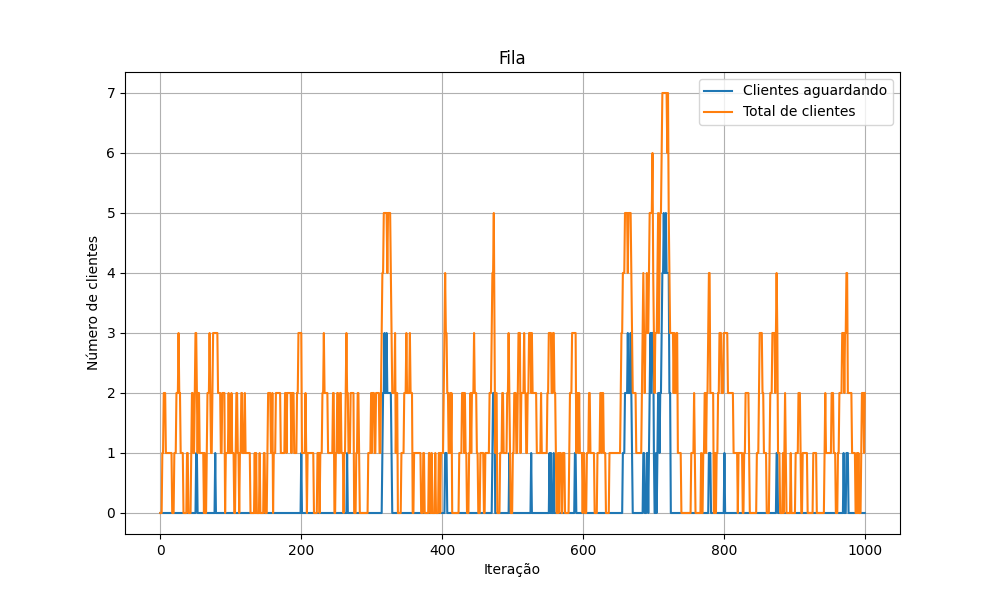 Fila
Clientes aguardando
Total de clientes
Número de clientes
7
6
5
4
3
2
1
0
0 200 400 600 800 1000
Iteração